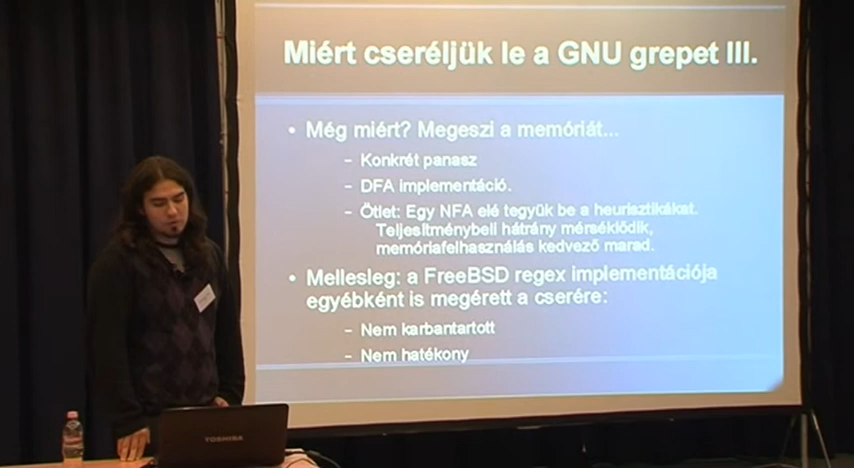 Miért cseréljük le a GNU grepet III.
• Még miért? Megeszi a memóriát...
– Konkrét panasz
– DFA implementáció.
– Ötlet: Egy NFA elé tegyük be a heurisztikákat.
Teljesítménybeli hátrány mérséklődik,
memóriafelhasználás kedvező marad.
• Mellesleg: a FreeBSD regex implementációja
egyébként is megérett a cserére:
– Nem karbantartott
– Nem hatékony
TOSHIBA